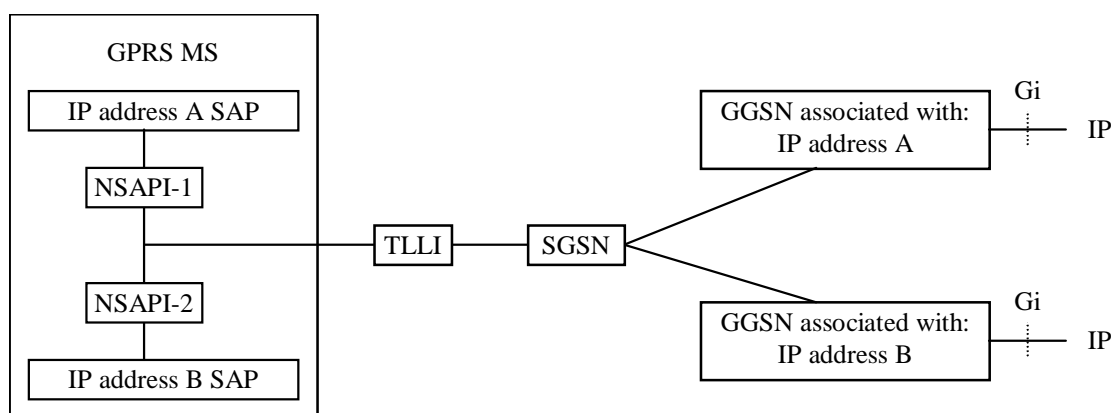 GPRS MS
IP address A SAP
NSAPI-1
NSAPI-2
IP address B SAP
TLLI
SGSN
GGSN associated with:
IP address A
Gi
IP
GGSN associated with:
IP address B
Gi
IP